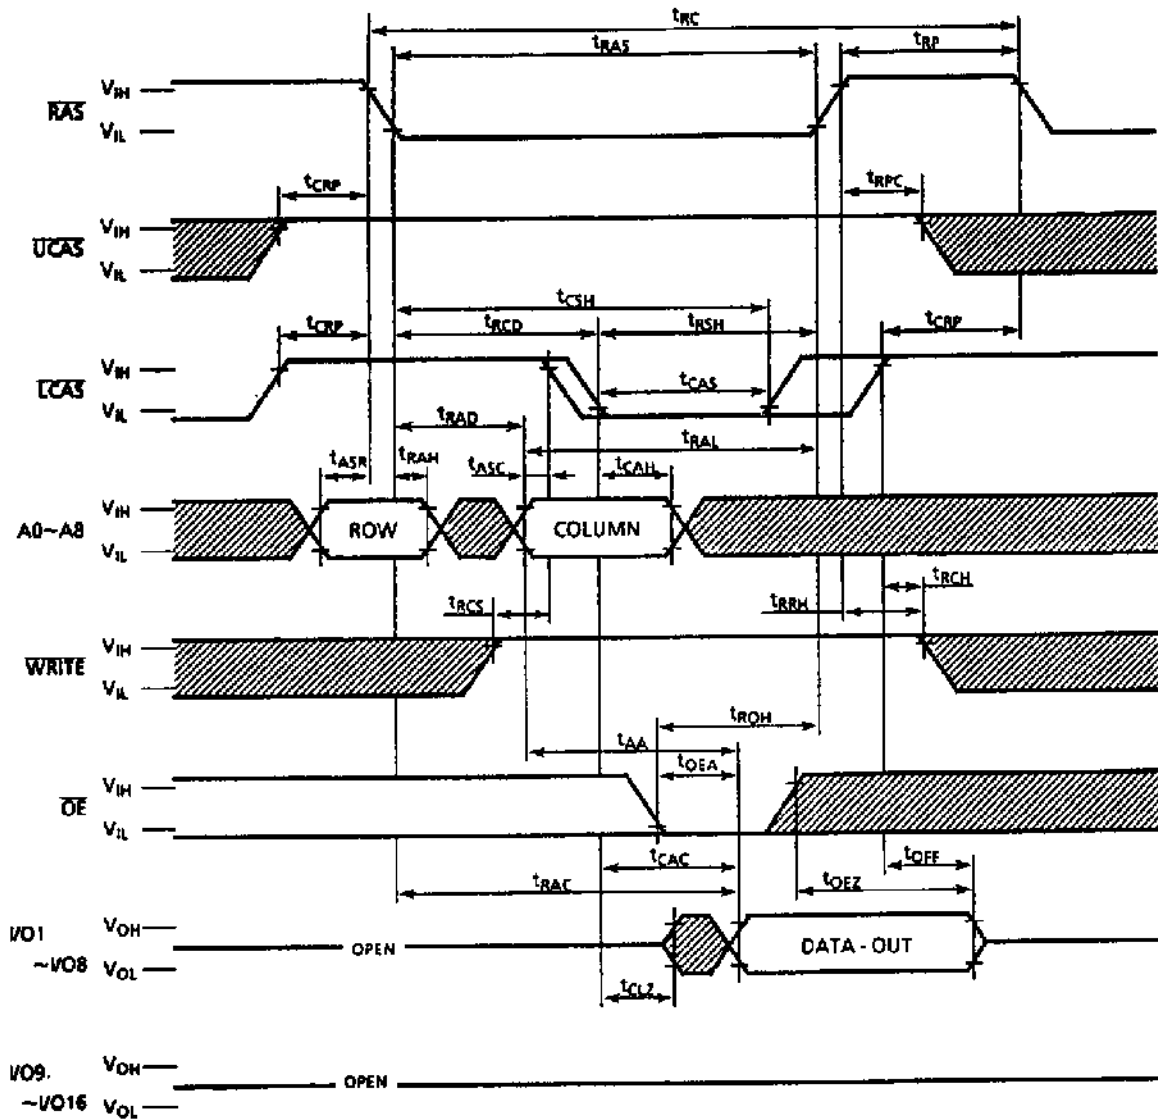 tRC
tRAS
tRP
RAS
VIH
VIL
tCRP
tRPC
UCAS
VIH
VIL
tCSH
tCRP
tRCD
tRSH
tCRP
LCAS
VIH
VIL
tCAS
tRAD
tRAL
tASR
tRAH
tASC
tCAH
A0~A8
VIH
VIL
ROW
COLUMN
tRCH
tRCS
tRRH
WRITE
VIH
VIL
tROH
tAA
tOEA
OE
VIH
VIL
tCAC
tOFF
tRAC
tOEZ
I/O1
~I/O8
VOH
VOL
OPEN
DATA - OUT
tCLZ
I/O9.
~I/O16
VOH
VOL
OPEN